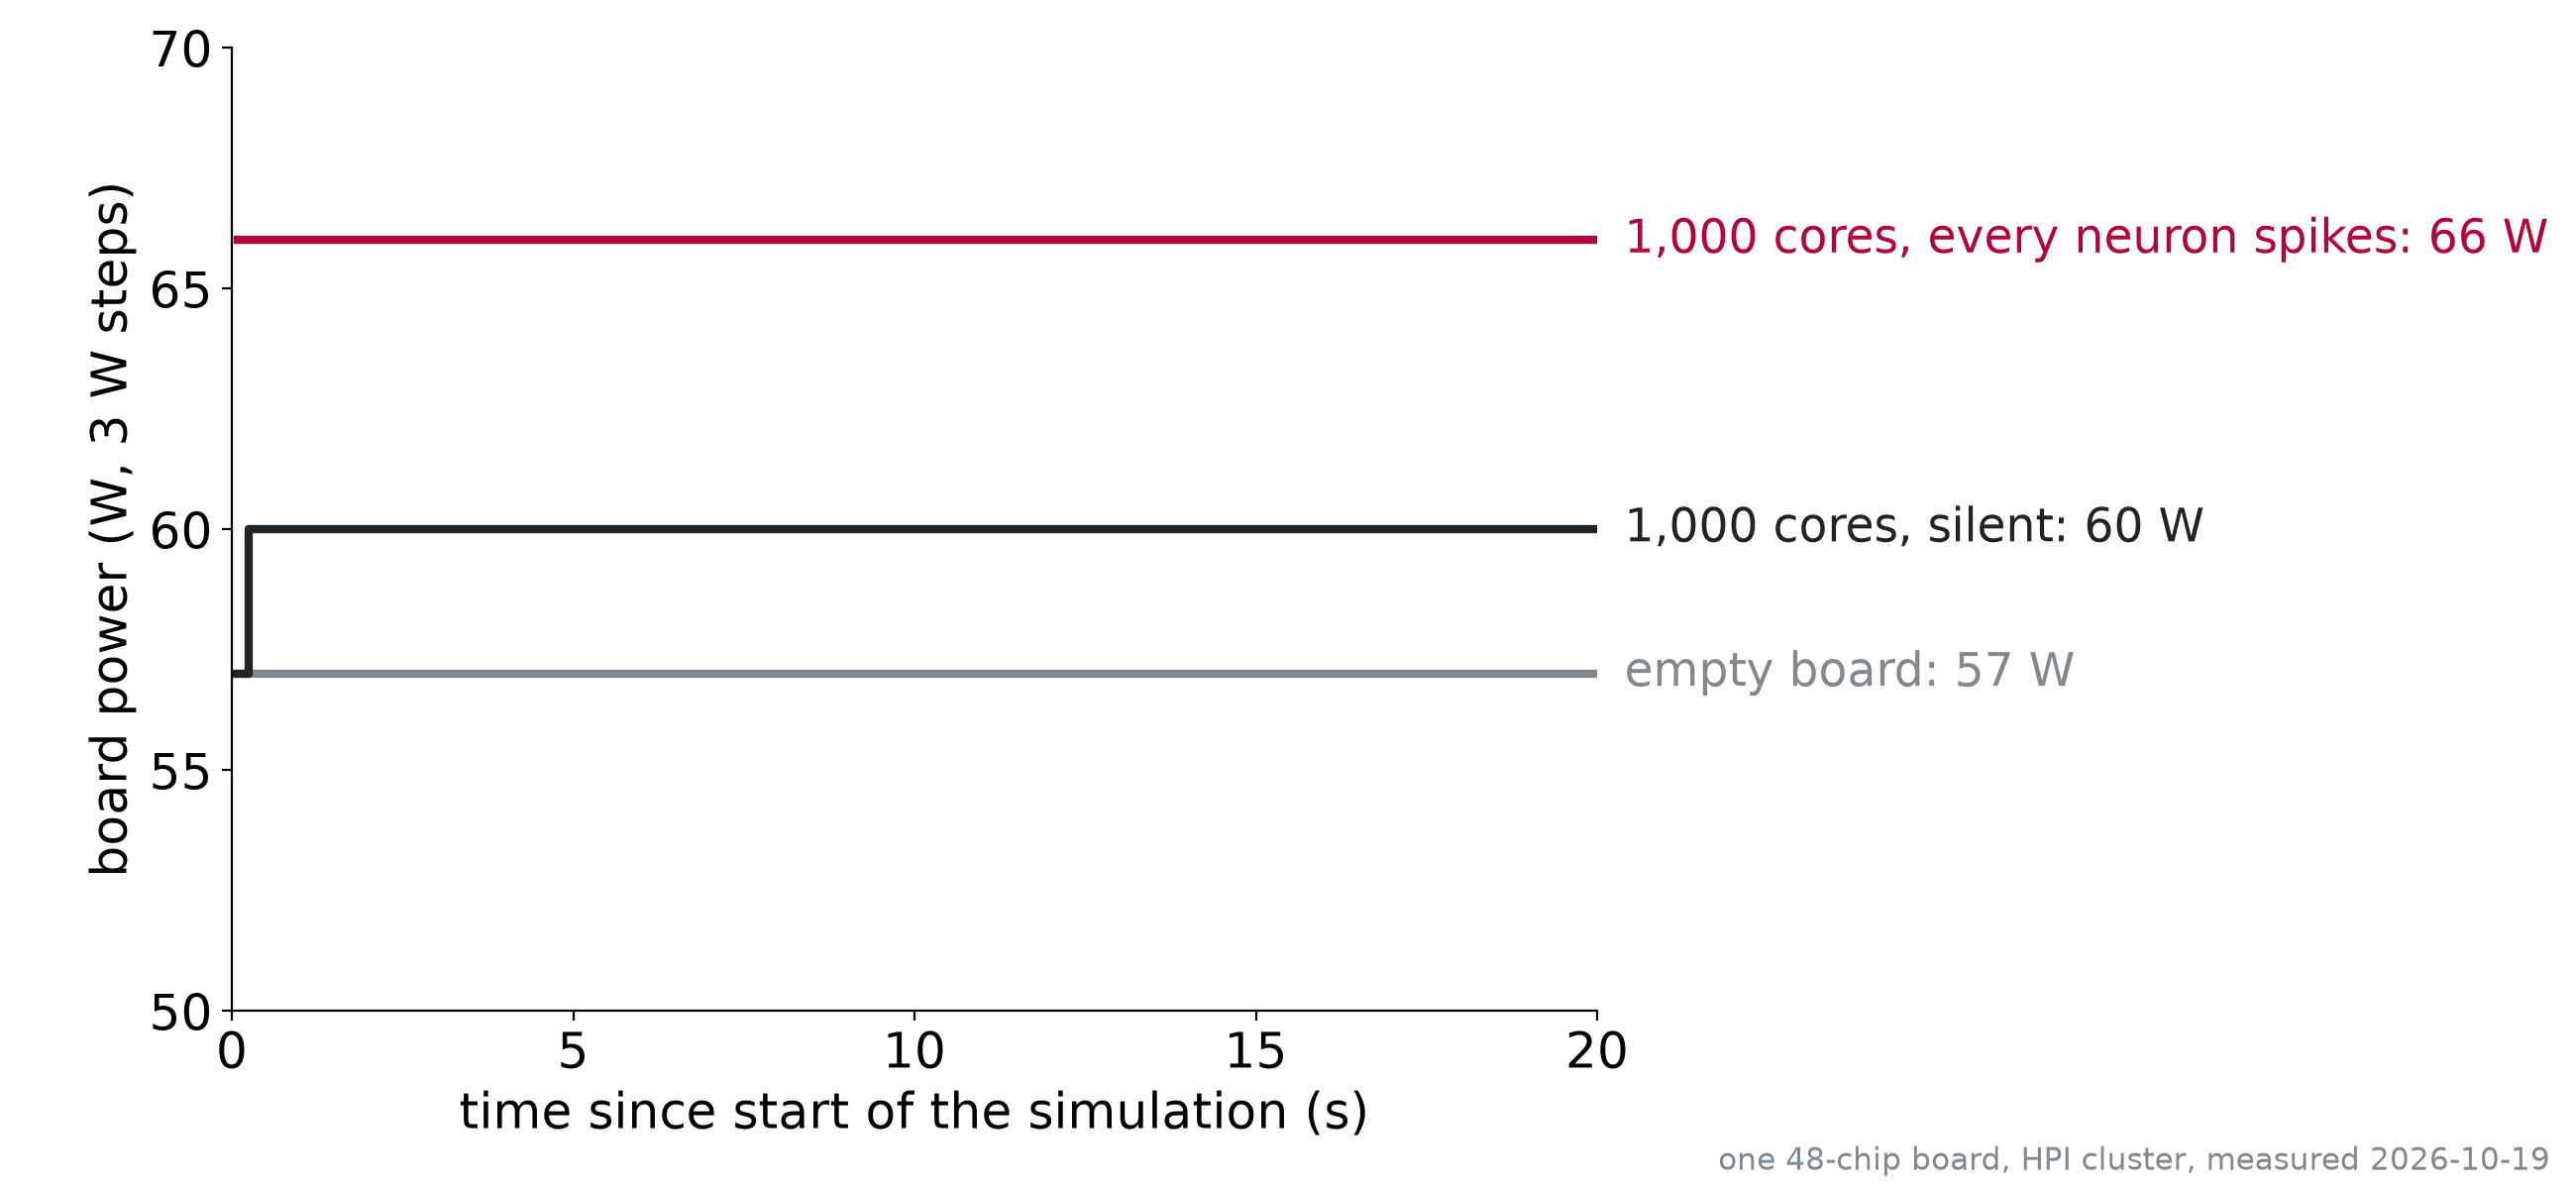 board power (W, 3 W steps)
70
65
60
55
50
1,000 cores, every neuron spikes: 66 W
1,000 cores, silent: 60 W
empty board: 57 W
0 5 10 15 20
time since start of the simulation (s)
one 48-chip board, HPI cluster, measured 2026-10-19